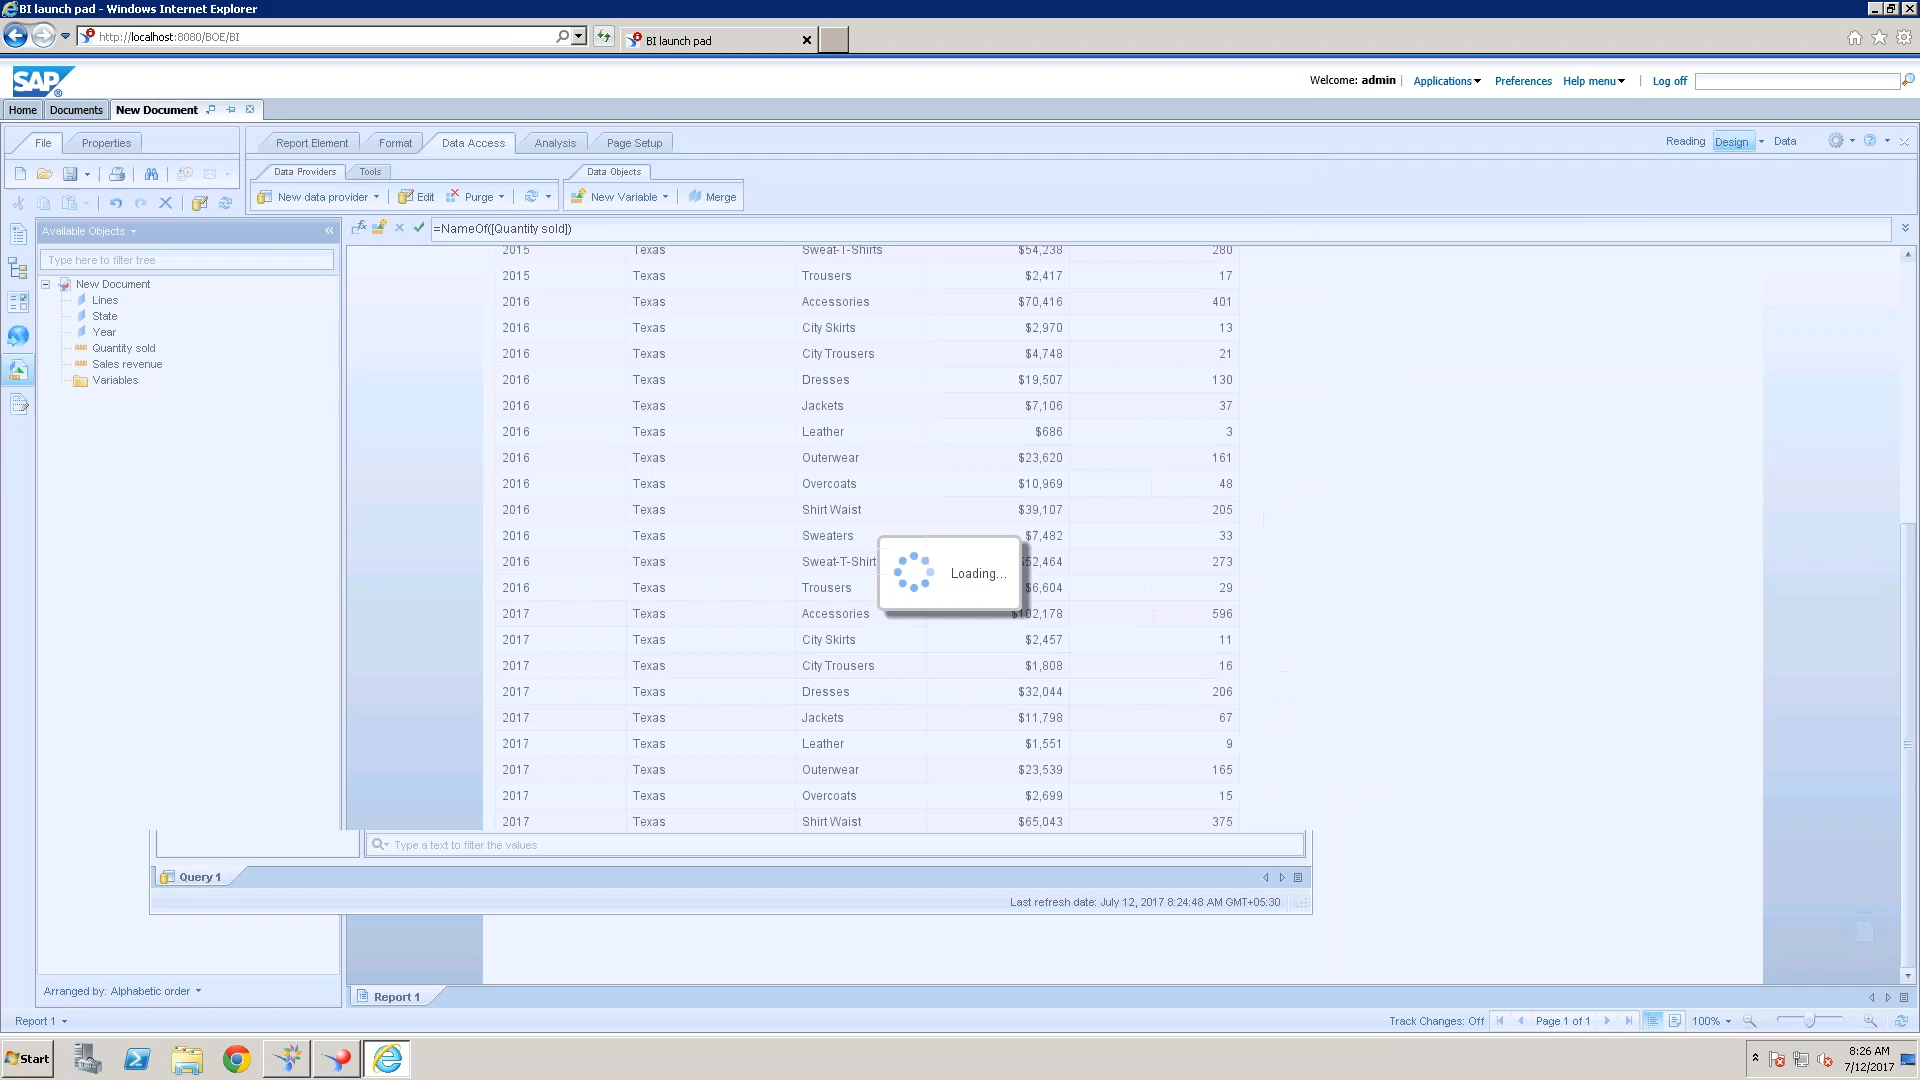 BI launch pad - Windows Internet Explorer
http://localhost:8080/BOE/BI
BI launch pad
SAP
Welcome: admin
Applications
Preferences
Help menu
Log off
Home
Documents
New Document
File
Properties
Report Element
Format
Data Access
Analysis
Page Setup
Reading
Design
Data
Data Providers
Tools
Data Objects
New data provider
Edit
Purge
New Variable
Merge
Available Objects
=NameOf([Quantity sold])
Type here to filter tree
New Document
Lines
State
Year
Quantity sold
Sales revenue
Variables
2015 Texas Sweat-T-Shirts $54,238 280
2015 Texas Trousers $2,417 17
2016 Texas Accessories $70,416 401
2016 Texas City Skirts $2,970 13
2016 Texas City Trousers $4,748 21
2016 Texas Dresses $19,507 130
2016 Texas Jackets $7,106 37
2016 Texas Leather $686 3
2016 Texas Outerwear $23,620 161
2016 Texas Overcoats $10,969 48
2016 Texas Shirt Waist $39,107 205
2016 Texas Sweaters $7,482 33
2016 Texas Sweat-T-Shirt 52,464 273
2016 Texas Trousers $6,604 29
Loading...
2017 Texas Accessories $102,178 596
2017 Texas City Skirts $2,457 11
2017 Texas City Trousers $1,808 16
2017 Texas Dresses $32,044 206
2017 Texas Jackets $11,798 67
2017 Texas Leather $1,551 9
2017 Texas Outerwear $23,539 165
2017 Texas Overcoats $2,699 15
2017 Texas Shirt Waist $65,043 375
Type a text to filter the values
Query 1
Last refresh date: July 12, 2017 8:24:48 AM GMT+05:30
Arranged by: Alphabetic order
Report 1
Report 1
Track Changes: Off
Page 1 of 1
100%
Start
8:26 AM
7/12/2017